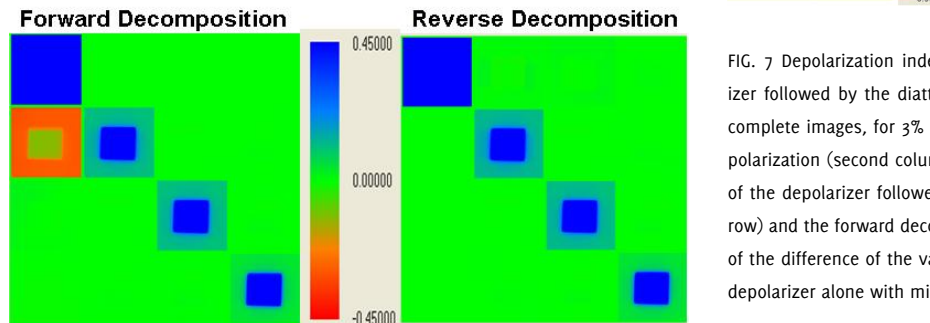 Forward Decomposition
Reverse Decomposition
0.45000
0.00000
-0.45000
FIG. 7 Depolarization inde
izer followed by the diatt
complete images, for 3%
polarization (second colur
of the depolarizer followe
row) and the forward deco
of the difference of the va
depolarizer alone with mi